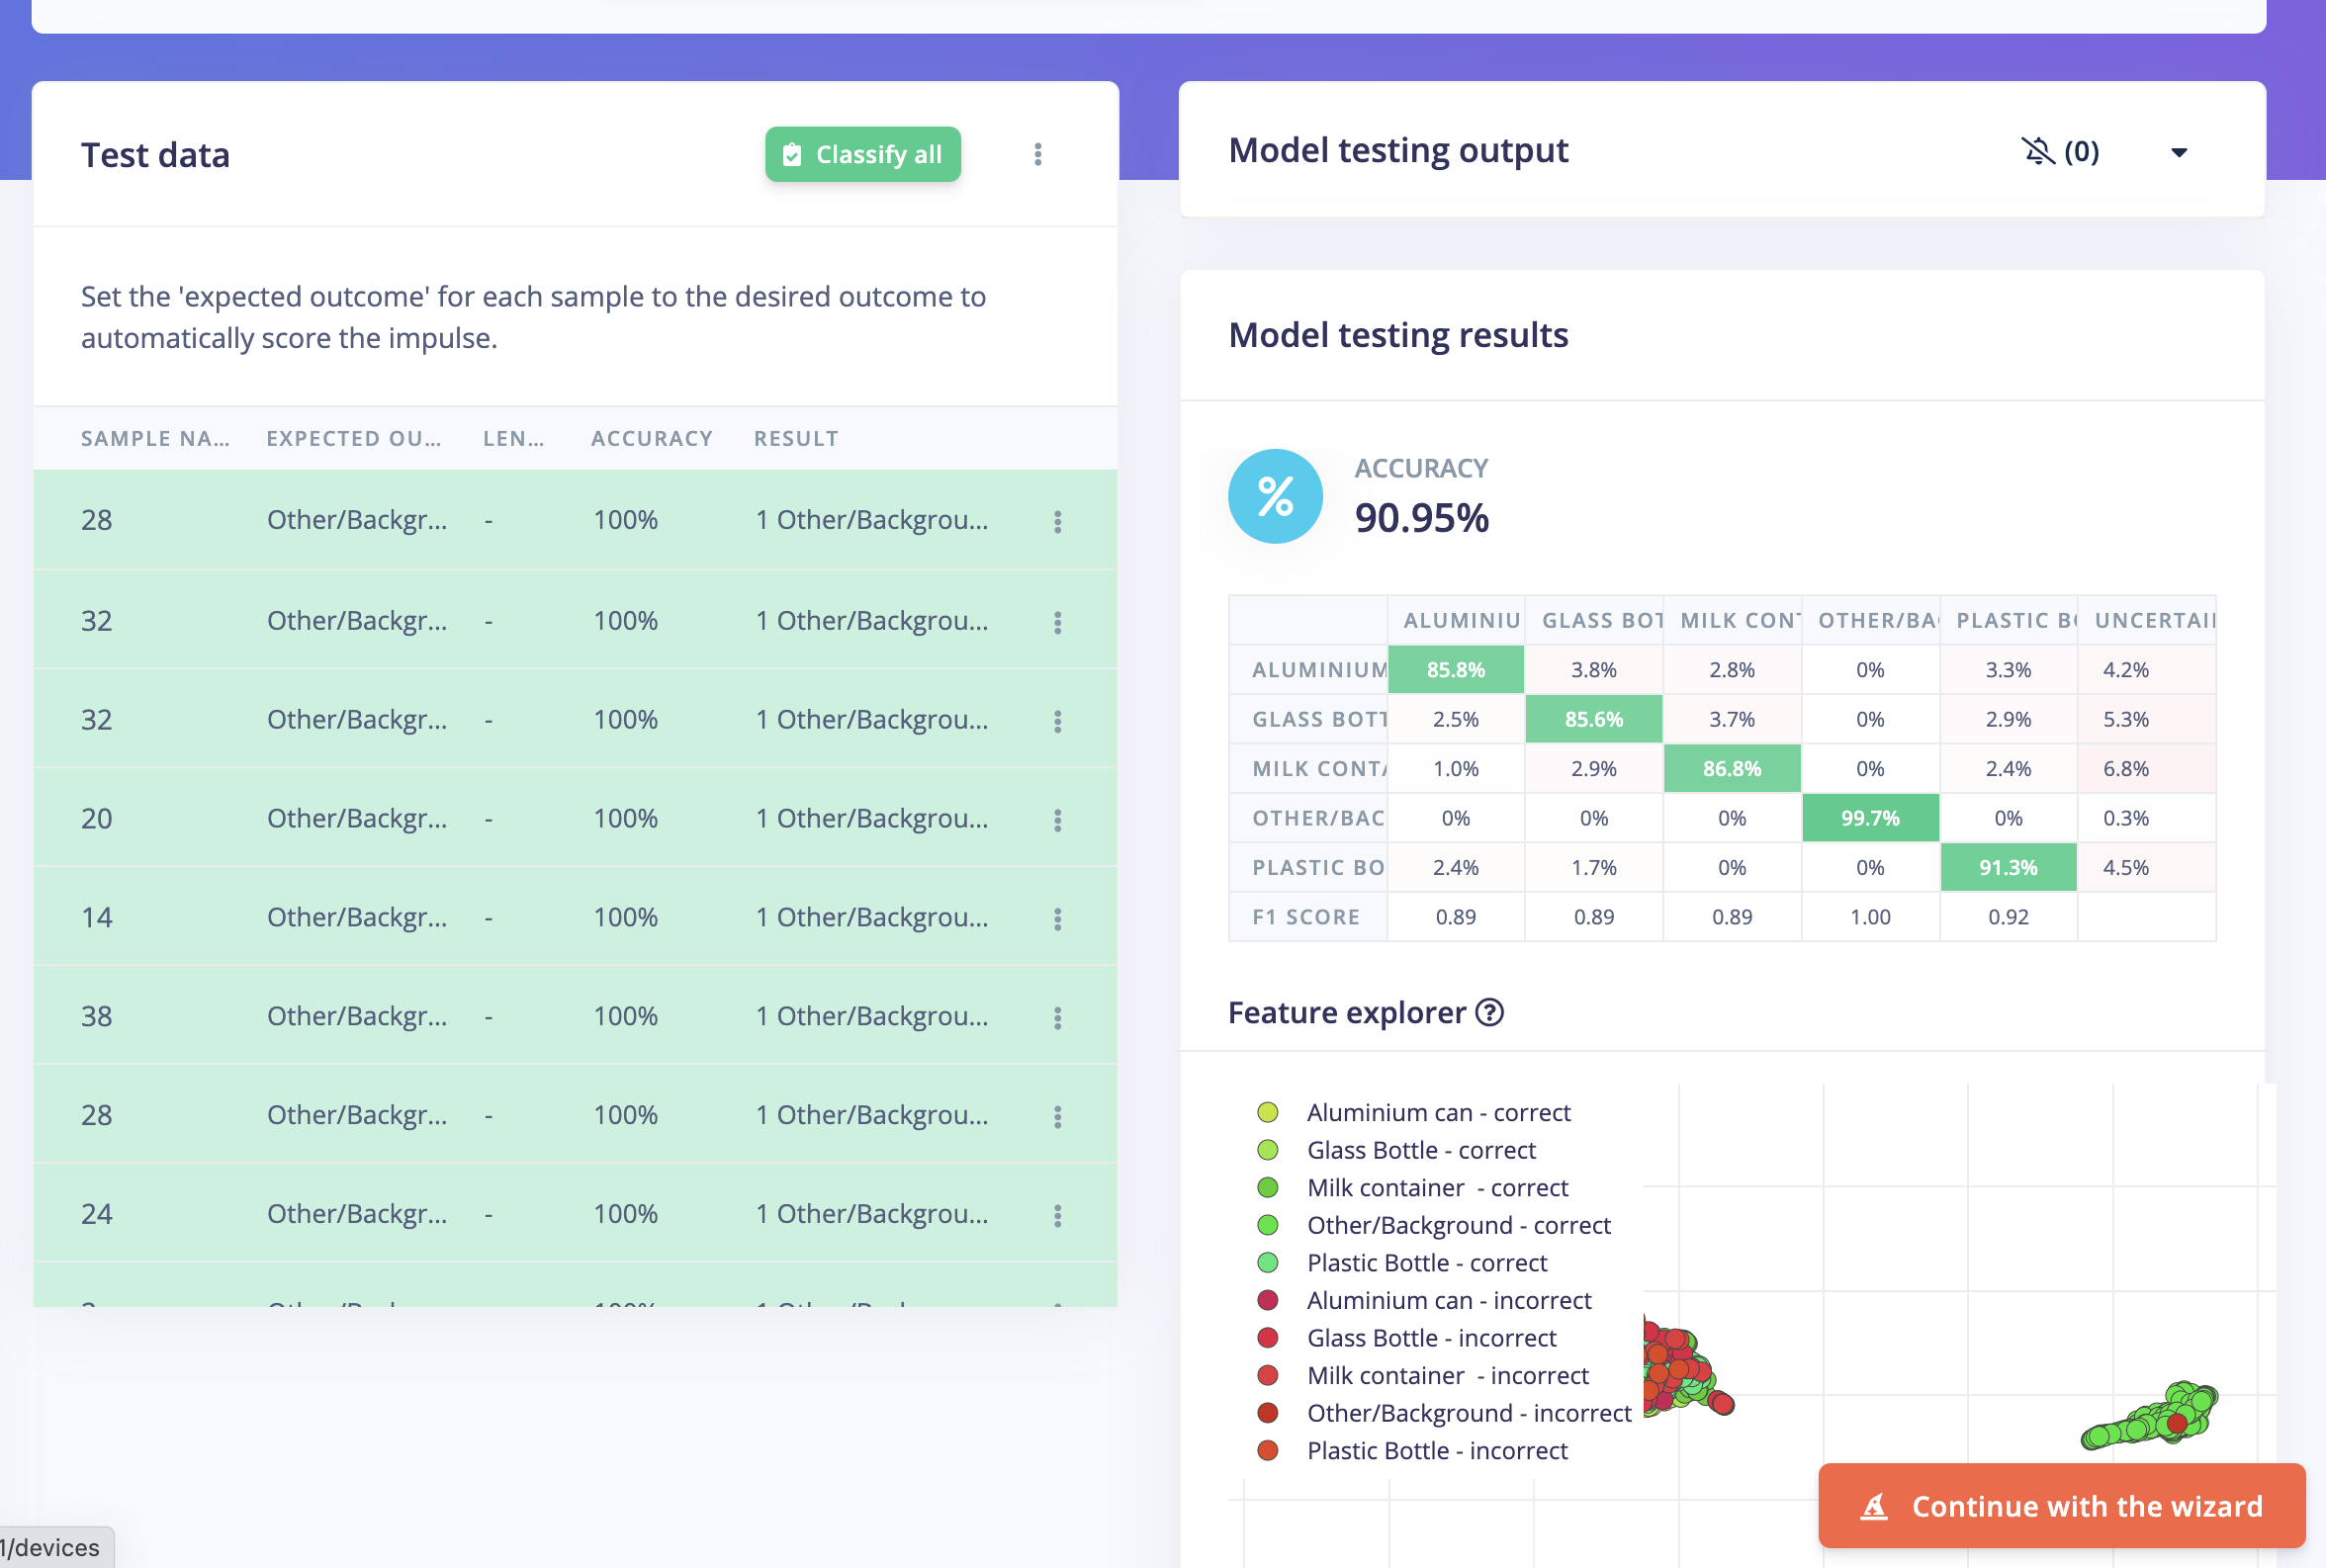 Test data
Classify all
Set the 'expected outcome' for each sample to the desired outcome to
automatically score the impulse.
SAMPLE NA... EXPECTED OU... LEN... ACCURACY RESULT
28 Other/Backgr... - 100% 1 Other/Backgrou...
32 Other/Backgr... - 100% 1 Other/Backgrou...
32 Other/Backgr... - 100% 1 Other/Backgrou...
20 Other/Backgr... - 100% 1 Other/Backgrou...
14 Other/Backgr... - 100% 1 Other/Backgrou...
38 Other/Backgr... - 100% 1 Other/Backgrou...
28 Other/Backgr... - 100% 1 Other/Backgrou...
24 Other/Backgr... - 100% 1 Other/Backgrou...
Model testing output
(0)
Model testing results
%
ACCURACY
90.95%
ALUMINIU GLASS BOT MILK CONT OTHER/BA PLASTIC B UNCERTAI
ALUMINIUM 85.8% 3.8% 2.8% 0% 3.3% 4.2%
GLASS BOTT 2.5% 85.6% 3.7% 0% 2.9% 5.3%
MILK CONTA 1.0% 2.9% 86.8% 0% 2.4% 6.8%
OTHER/BAC 0% 0% 0% 99.7% 0% 0.3%
PLASTIC BO 2.4% 1.7% 0% 0% 91.3% 4.5%
F1 SCORE 0.89 0.89 0.89 1.00 0.92
Feature explorer ?
Aluminium can - correct
Glass Bottle - correct
Milk container - correct
Other/Background - correct
Plastic Bottle - correct
Aluminium can - incorrect
Glass Bottle - incorrect
Milk container - incorrect
Other/Background - incorrect
Plastic Bottle - incorrect
Continue with the wizard
1/devices